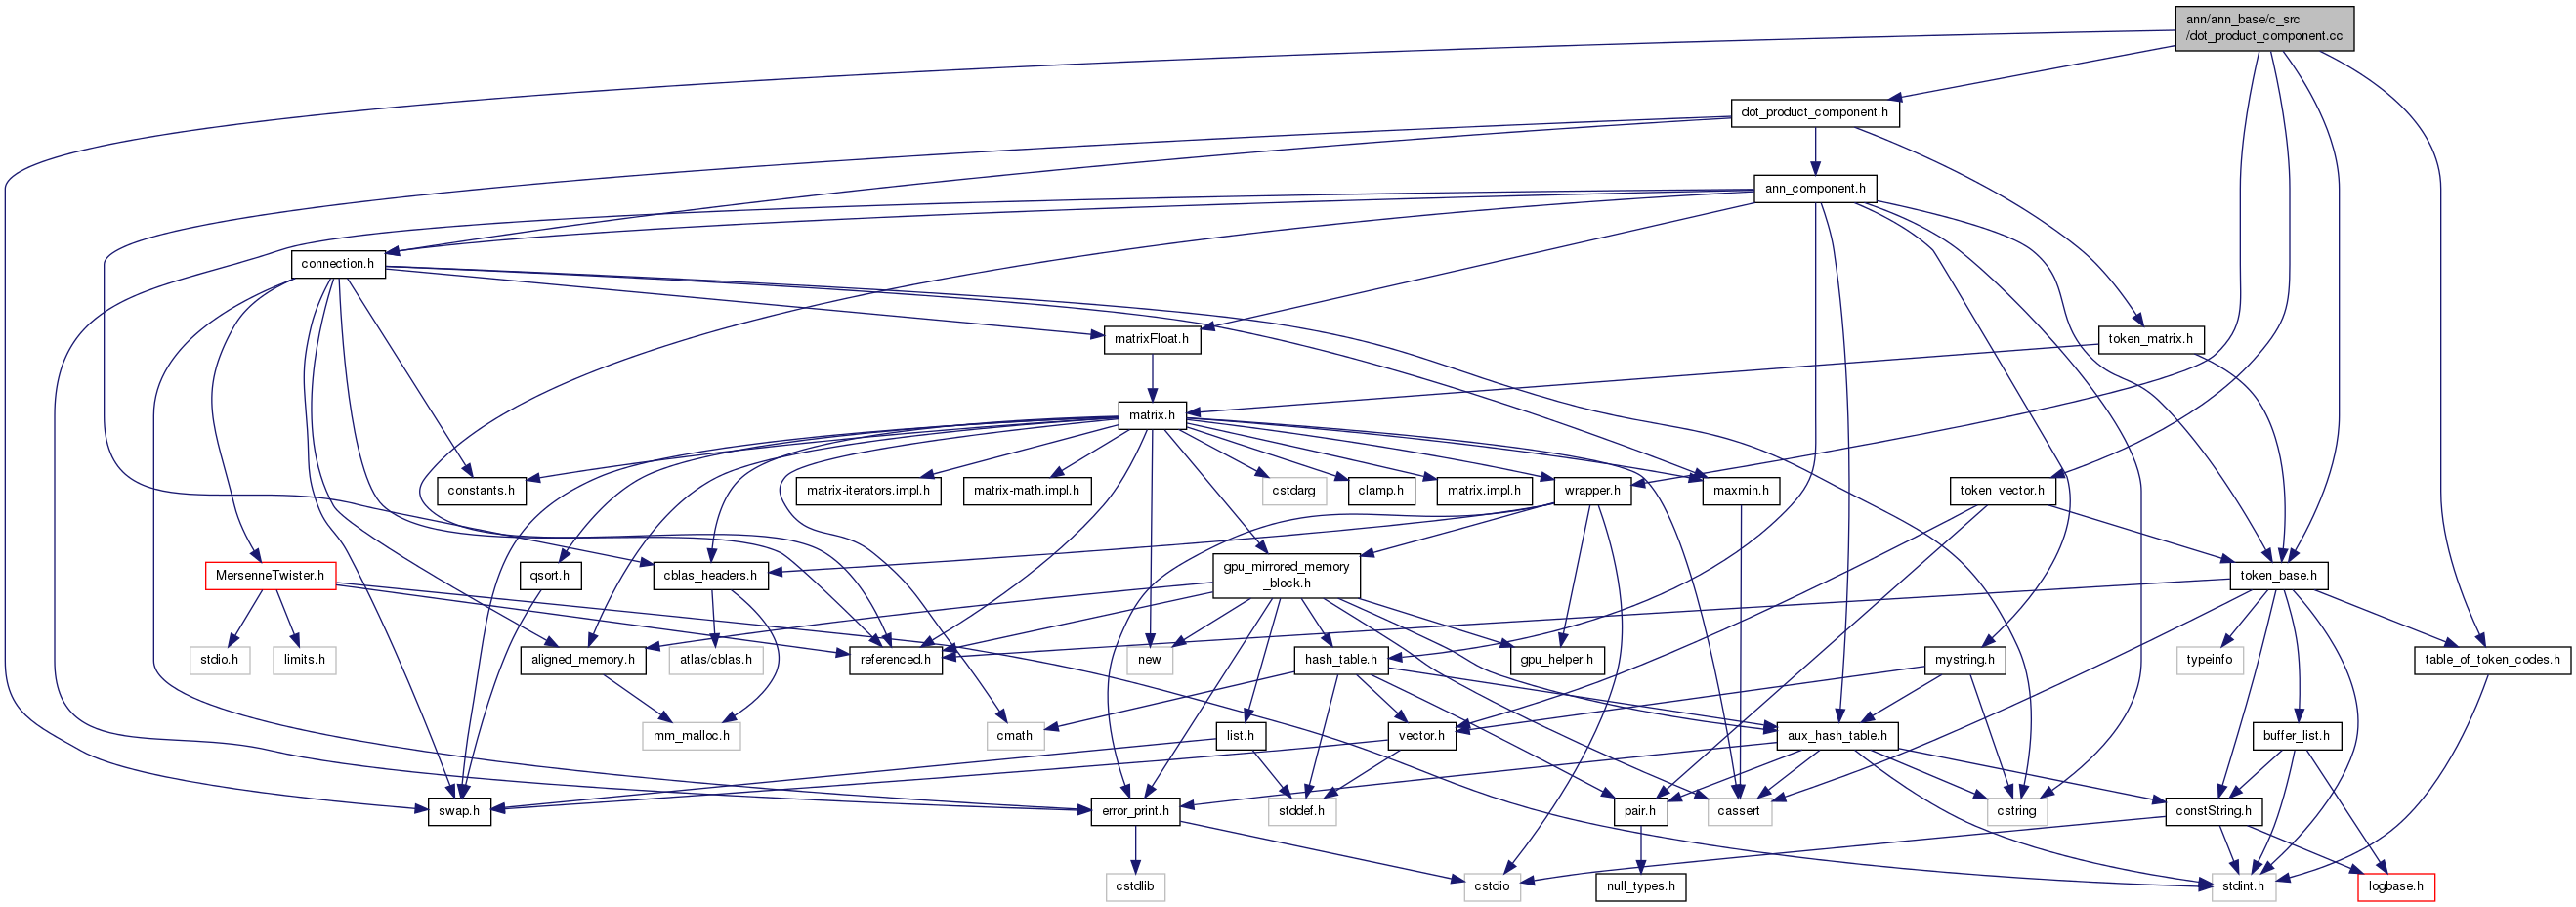 ann/ann_base/c_src
/dot_product_component.cc
dot_product_component.h
ann_component.h
connection.h
matrixFloat.h
token_matrix.h
matrix.h
constants.h
matrix-iterators.impl.h
matrix-math.impl.h
cstdarg
clamp.h
matrix.impl.h
wrapper.h
maxmin.h
token_vector.h
MersenneTwister.h
qsort.h
cblas_headers.h
gpu_mirrored_memory
_block.h
token_base.h
stdio.h
limits.h
aligned_memory.h
atlas/cblas.h
referenced.h
new
hash_table.h
gpu_helper.h
mystring.h
typeinfo
table_of_token_codes.h
mm_malloc.h
cmath
list.h
vector.h
aux_hash_table.h
buffer_list.h
swap.h
error_print.h
stddef.h
pair.h
cassert
cstring
constString.h
cstdlib
cstdio
null_types.h
stdint.h
logbase.h